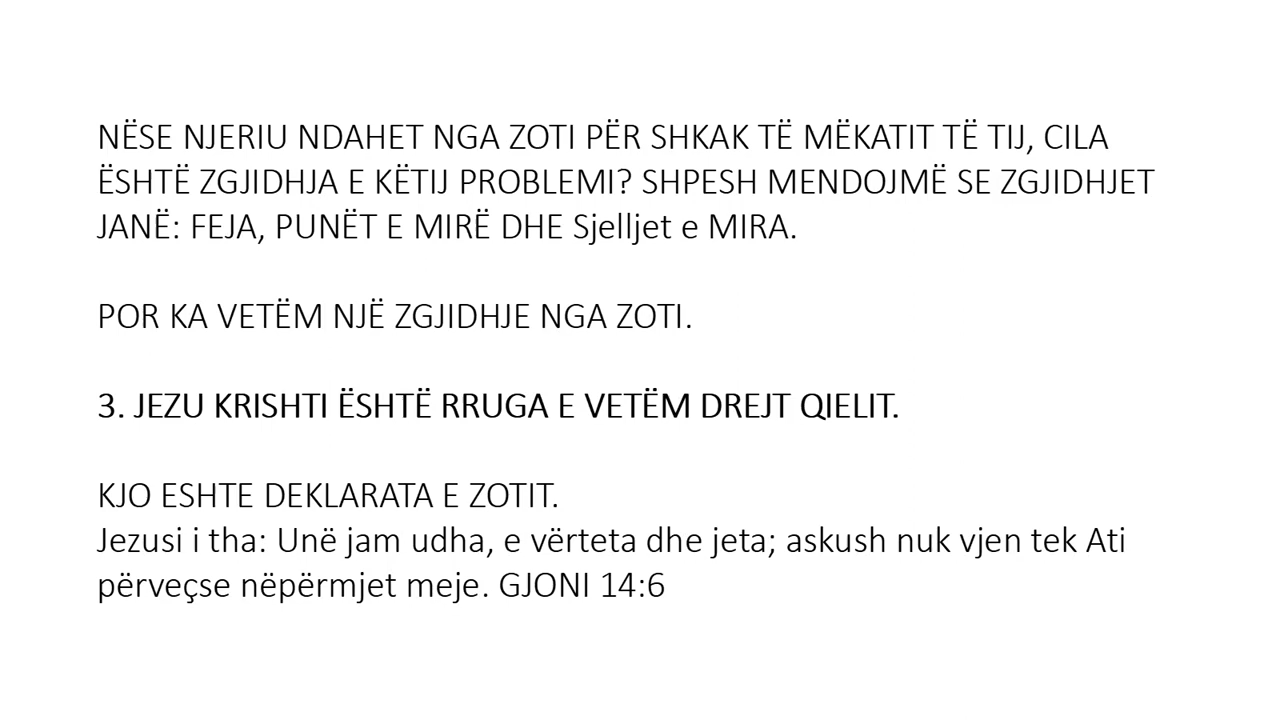 NËSE NJERIU NDAHET NGA ZOTI PËR SHKAK TË MËKATIT TË TIJ, CILA
ËSHTË ZGJIDHJA E KËTIJ PROBLEMI? SHPESH MENDOJMË SE ZGJIDHJET
JANË: FEJA, PUNËT E MIRË DHE Sjelljet e MIRA.
POR KA VETËM NJË ZGJIDHJE NGA ZOTI.
3. JEZU KRISHTI ËSHTË RRUGA E VETËM DREJT QIELIT.
KJO ESHTE DEKLARATA E ZOTIT.
Jezusi i tha: Unë jam udha, e vërteta dhe jeta; askush nuk vjen tek Ati
përveçse nëpërmjet meje. GJONI 14:6